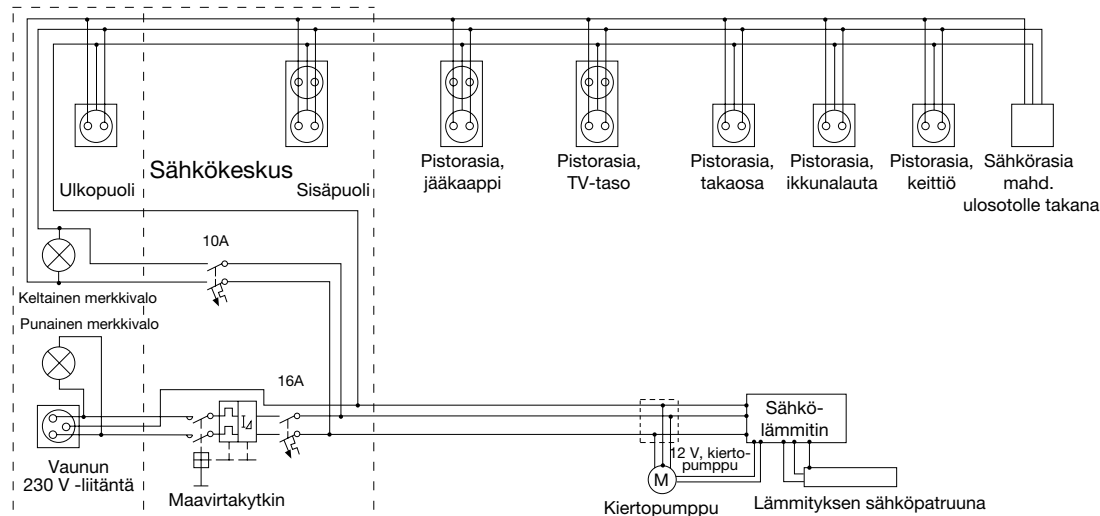 Ulkopuoli
Sähkökeskus
Sisäpuoli
Pistorasia,
jääkaappi
Pistorasia,
TV-taso
Pistorasia,
takaosa
Pistorasia,
ikkunalauta
Pistorasia,
keittiö
Sähkörasia
mahd.
ulosotolle takana
10A
Keltainen merkkivalo
Punainen merkkivalo
16A
I⊿
Vaunun
230 V -liitäntä
Maavirtakytkin
12 V, kierto-
pumppu
M
Kiertopumppu
Sähkö-
lämmitin
Lämmityksen sähköpatruuna